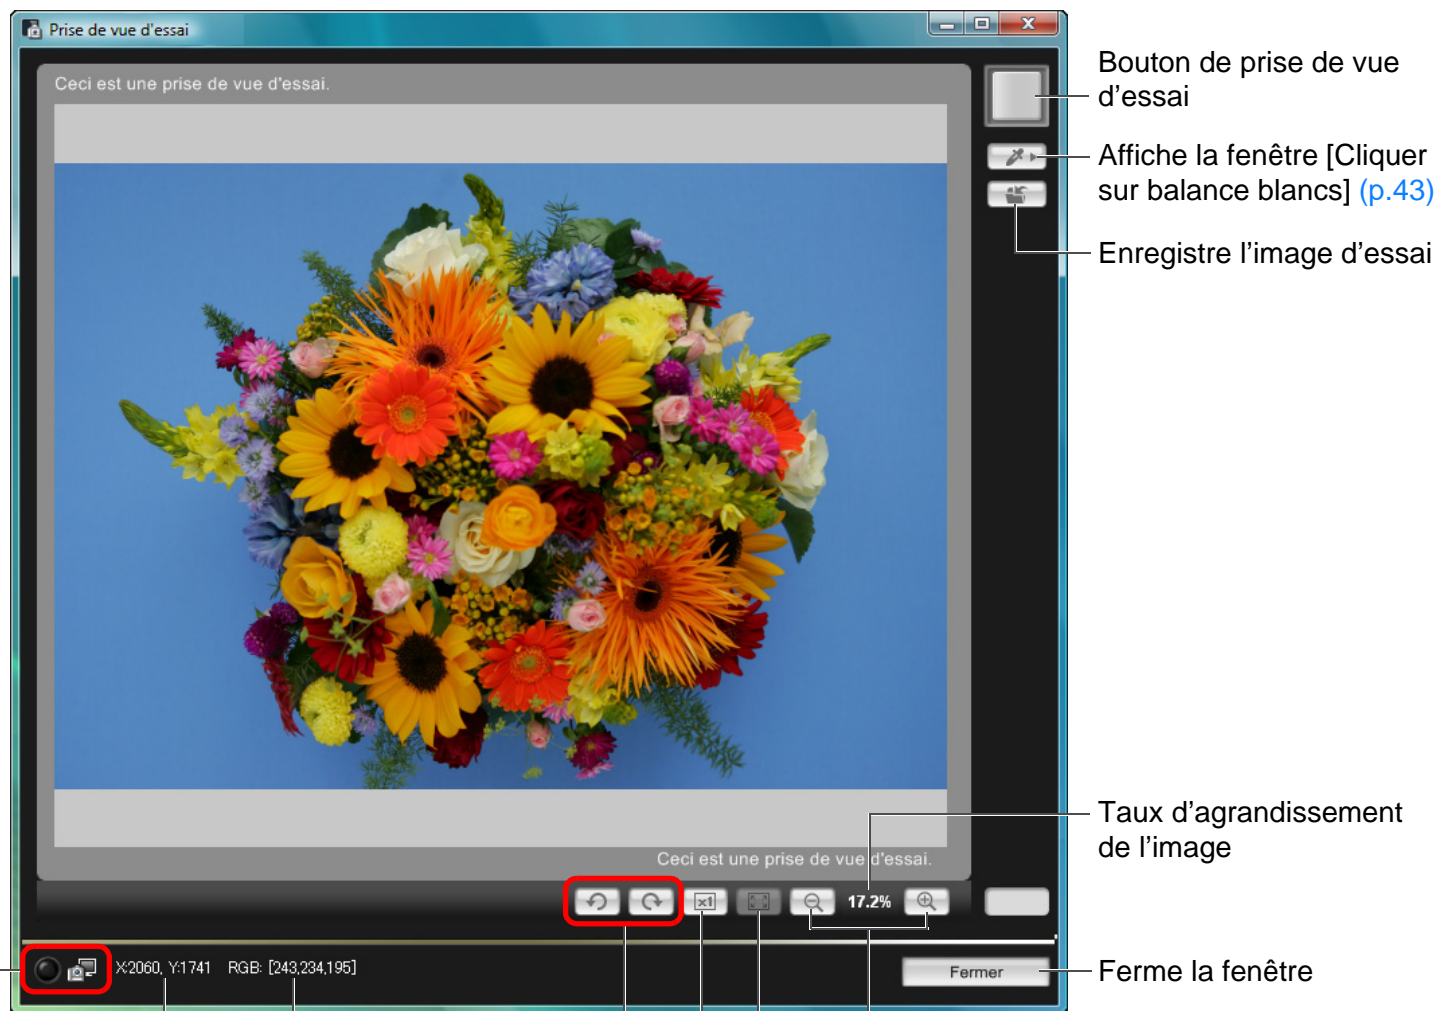 Prise de vue d'essai
Ceci est une prise de vue d'essai.
Bouton de prise de vue
d’essai
Affiche la fenêtre [Cliquer
sur balance blancs] (p.43)
Enregistre l’image d’essai
Taux d’agrandissement
de l’image
Ceci est une prise de vue d'essai.
x1
17.2%
X:2060, Y:1741 RGB: [243,234,195]
Fermer
Ferme la fenêtre